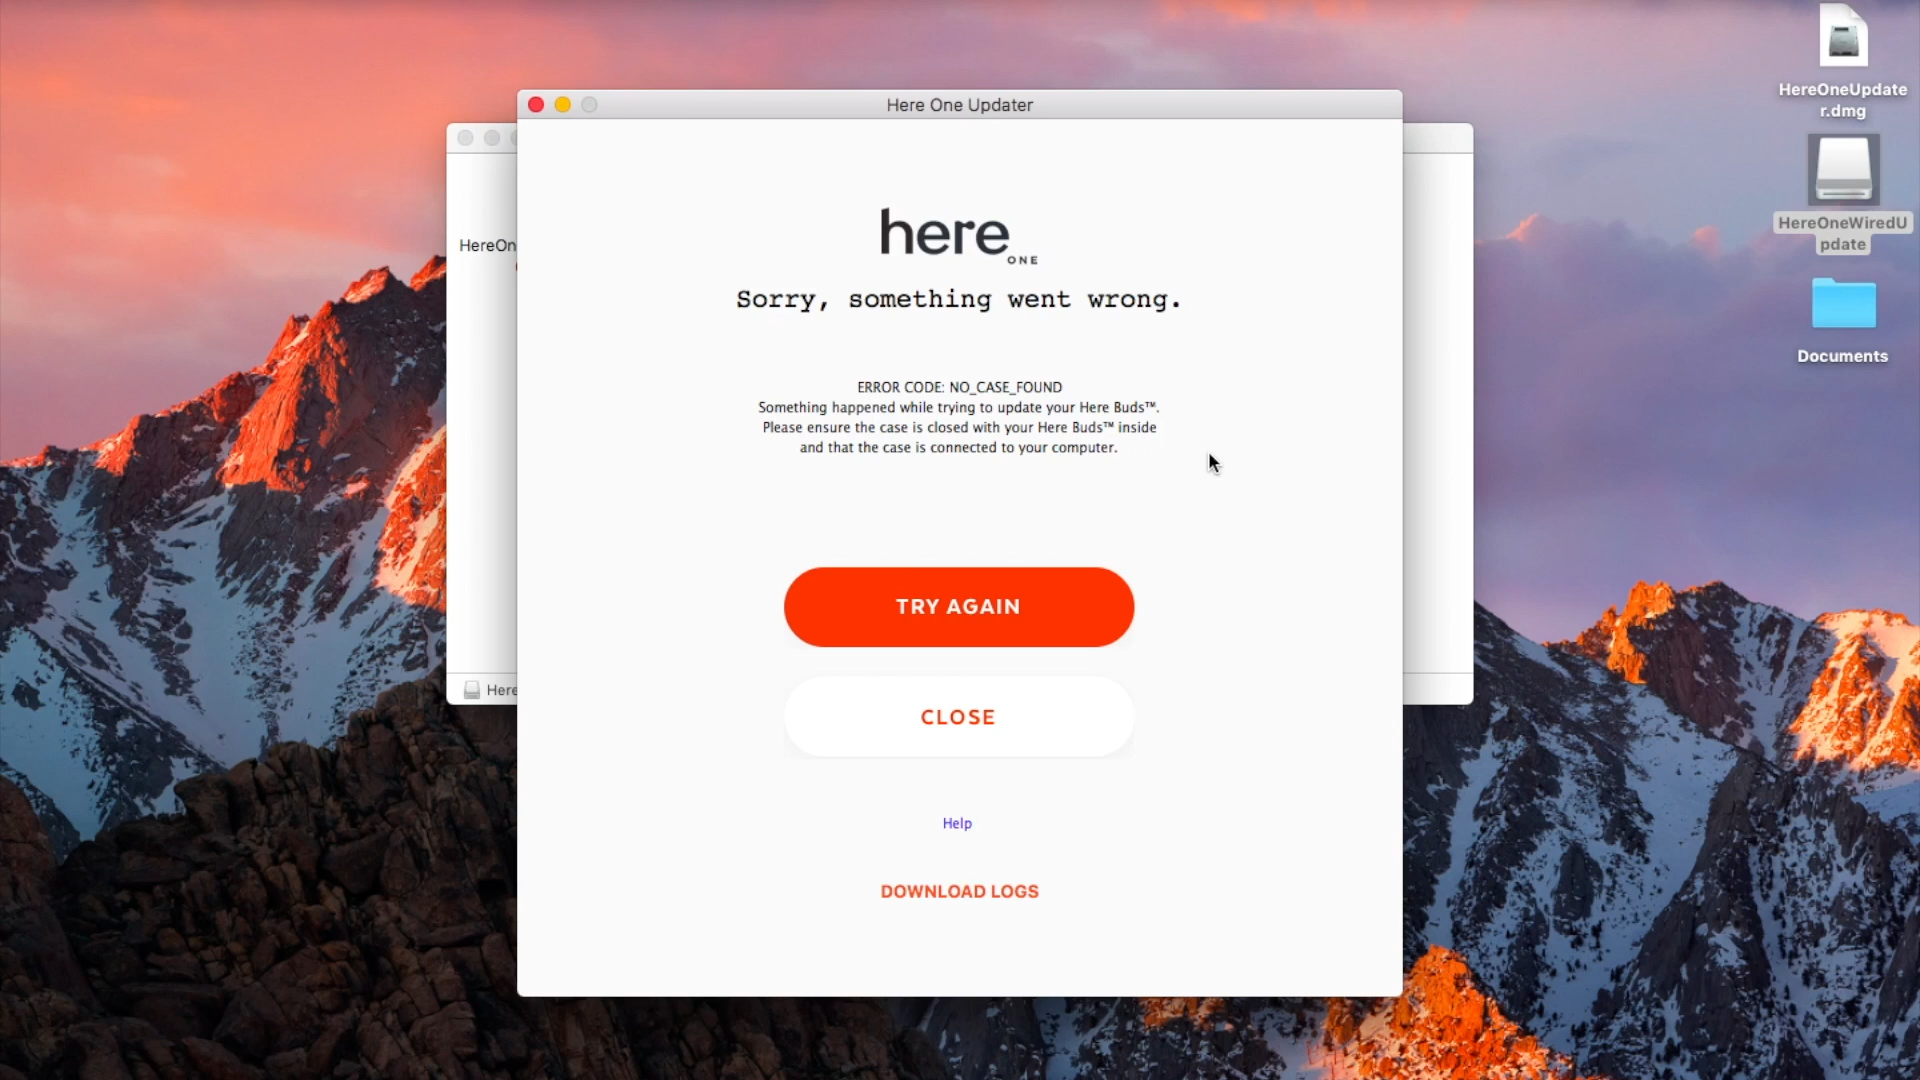 Here One Updater
HereOn
here
ONE
Sorry, something went wrong.
ERROR CODE: NO_CASE_FOUND
Something happened while trying to update your Here Buds™.
Please ensure the case is closed with your Here Buds™ inside
and that the case is connected to your computer.
TRY AGAIN
CLOSE
Help
DOWNLOAD LOGS
Here
HereOneUpdate
r.dmg
HereOneWiredU
pdate
Documents